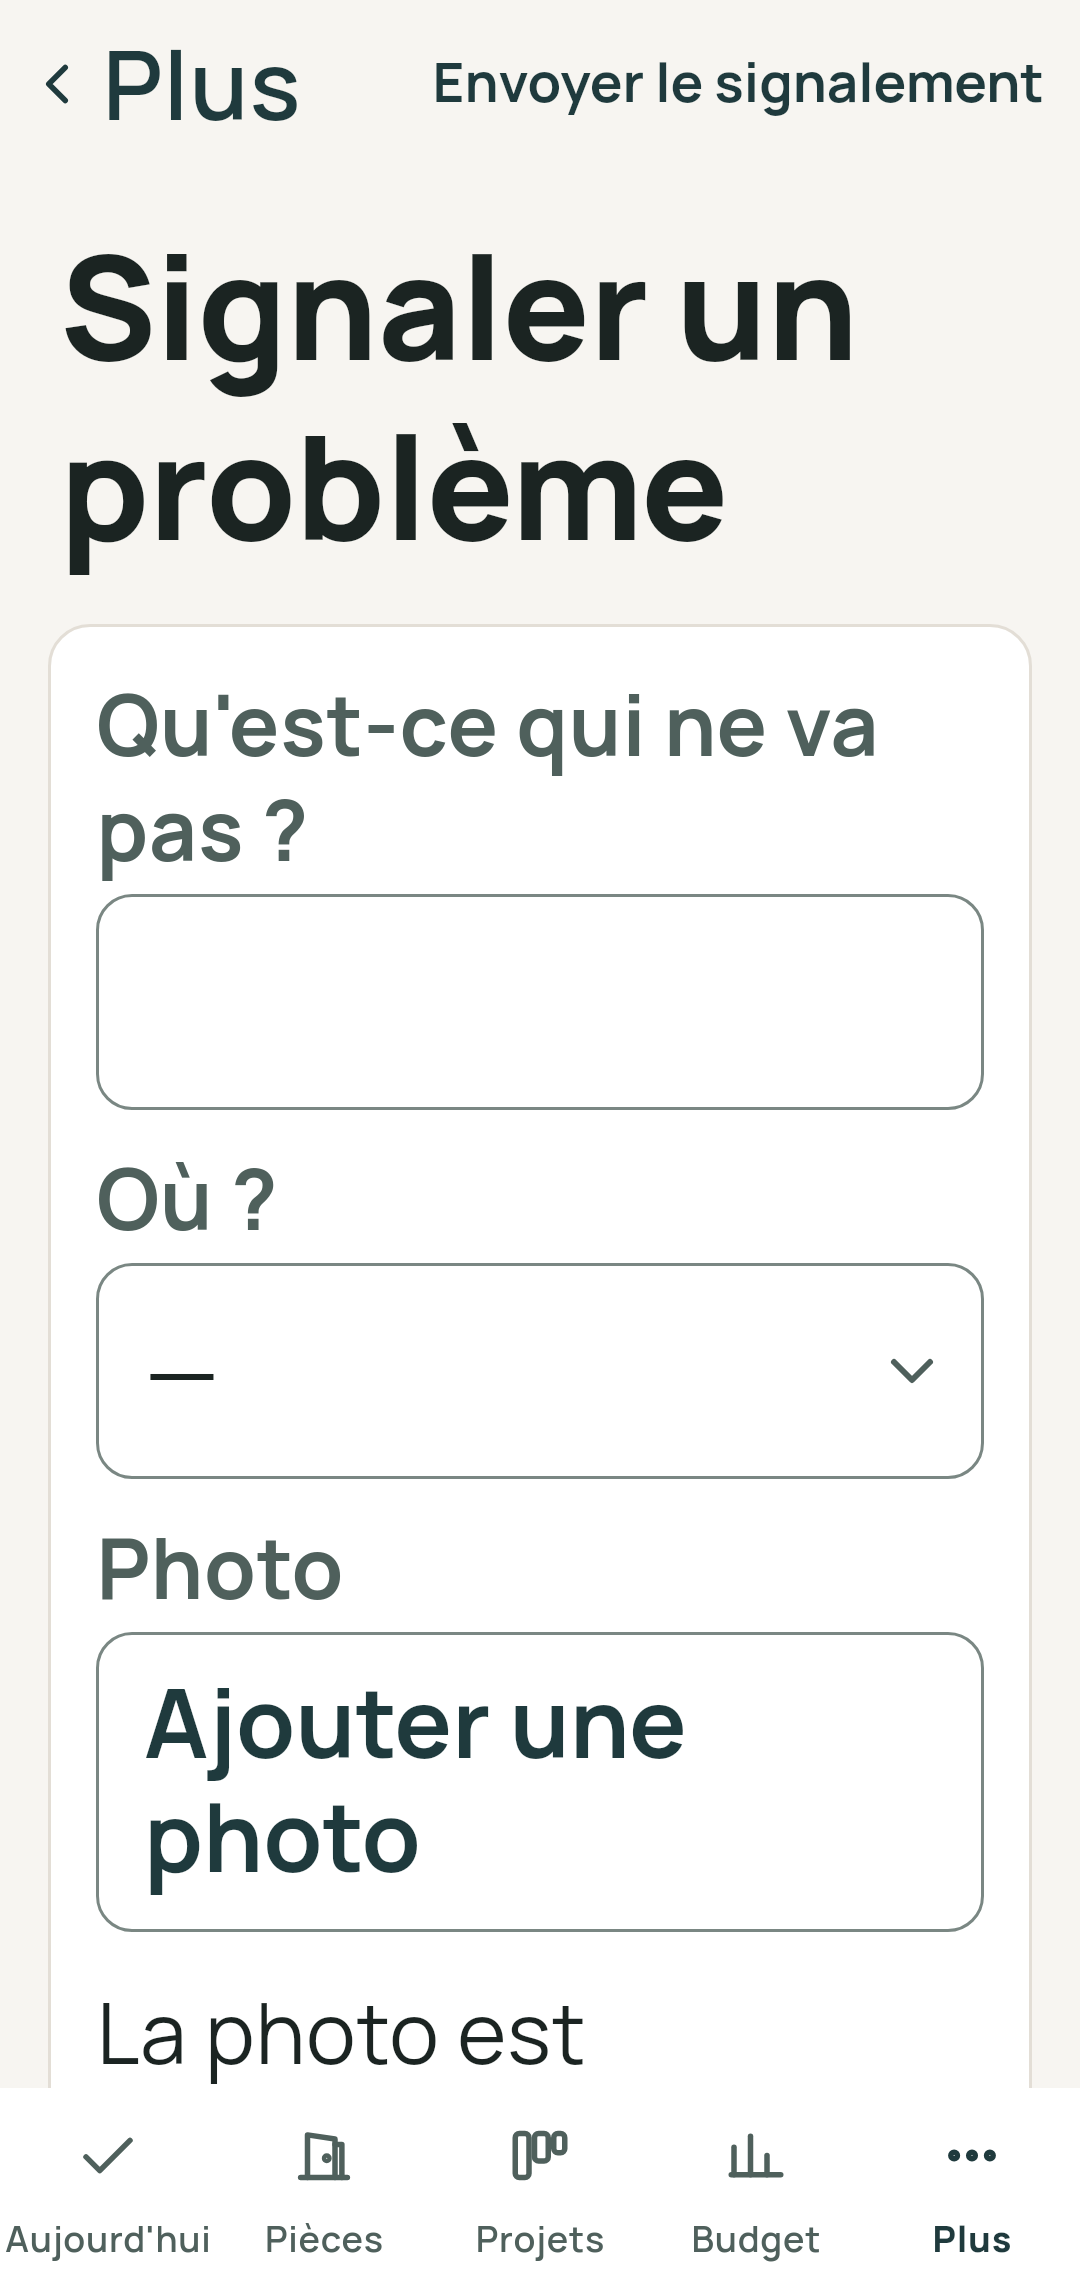 Plus
Envoyer le signalement
Signaler un
problème
Qu'est-ce qui ne va
pas ?
Où ?
—
Photo
Ajouter une
photo
La photo est
Aujourd'hui
Pièces
Projets
Budget
Plus